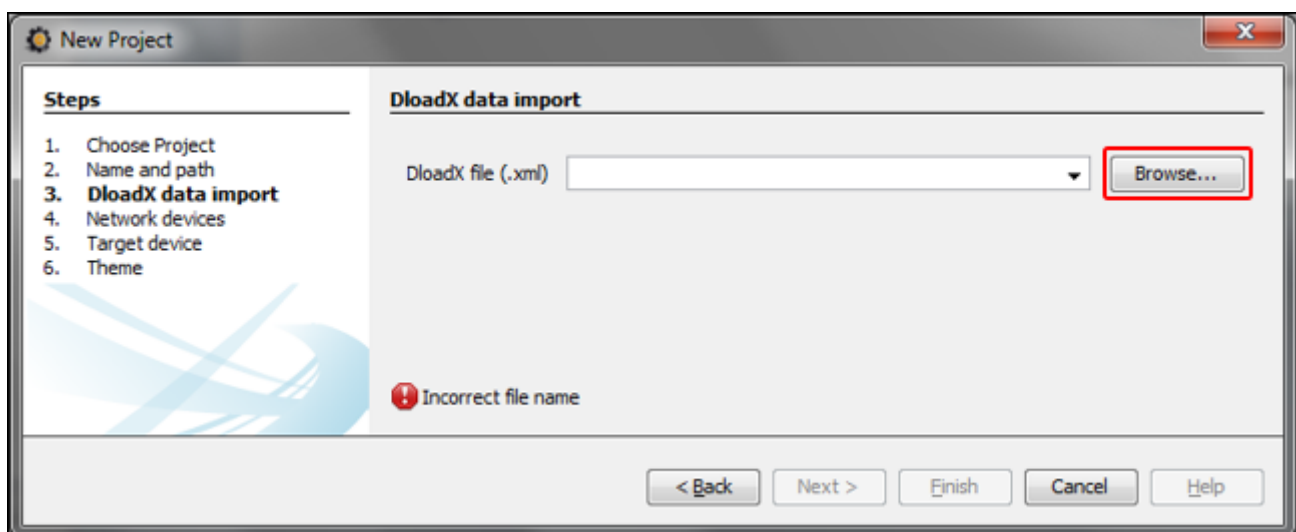 New Project
Steps
1. Choose Project
2. Name and path
3. DloadX data import
4. Network devices
5. Target device
6. Theme
DloadX data import
DloadX file (.xml)
Browse...
Incorrect file name
< Back
Next >
Finish
Cancel
Help